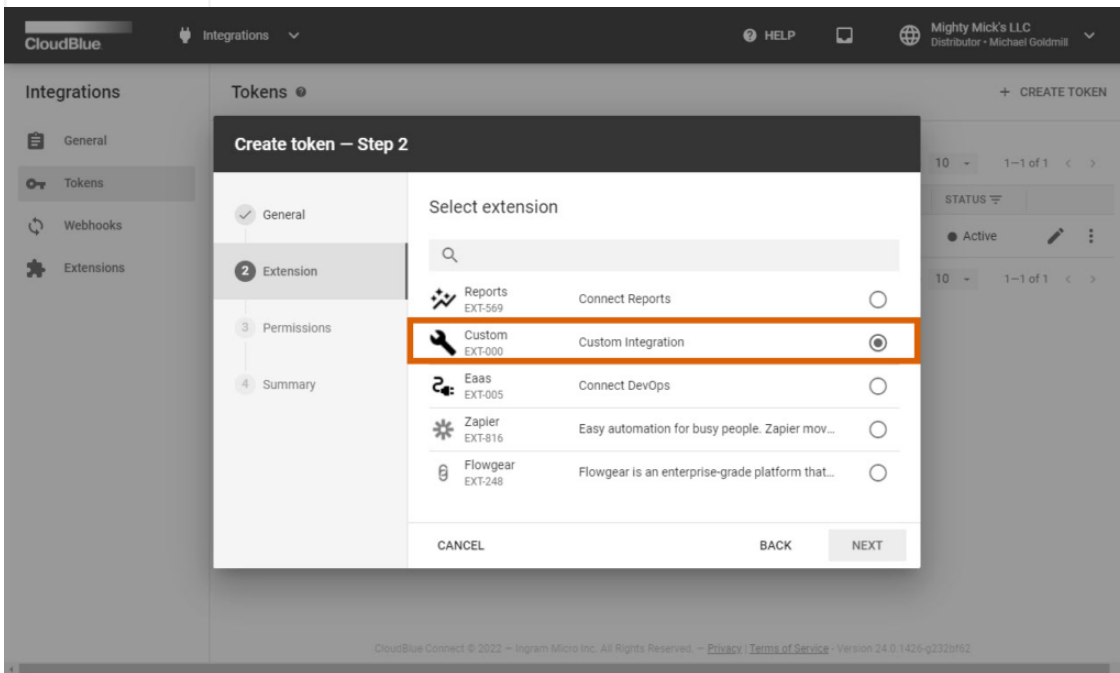 CloudBlue
Integrations
HELP
Mighty Mick's LLC
Distributor • Michael Goldmill
Integrations
Tokens
+ CREATE TOKEN
General
Tokens
Webhooks
Extensions
10
1–1 of 1
STATUS
Active
10
1–1 of 1
Create token — Step 2
General
2 Extension
3 Permissions
4 Summary
Select extension
Reports
EXT-569
Connect Reports
Custom
EXT-000
Custom Integration
Eaas
EXT-005
Connect DevOps
Zapier
EXT-816
Easy automation for busy people. Zapier mov...
Flowgear
EXT-248
Flowgear is an enterprise-grade platform that...
CANCEL
BACK
NEXT
CloudBlue Connect © 2022 — Ingram Micro Inc. All Rights Reserved. — Privacy | Terms of Service - Version 24.0.1426-g232bf62